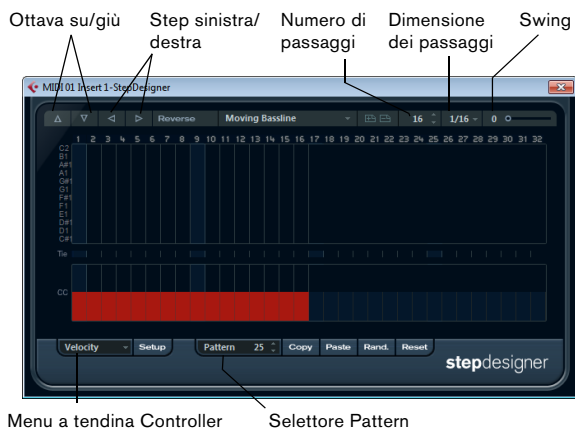 Ottava su/giù
Step sinistra/
destra
Numero di
passaggi
Dimensione
dei passaggi
Swing
MIDI 01 Insert 1 - StepDesigner
Reverse
Moving Bassline
16
1/16
0
1 2 3 4 5 6 7 8 9 10 11 12 13 14 15 16 17 18 19 20 21 22 23 24 25 26 27 28 29 30 31 32
C2
B1
A#1
A1
G#1
G1
F#1
F1
E1
D#1
D1
C#1
Tie
CC
Velocity
Setup
Pattern 25
Copy
Paste
Rand.
Reset
stepdesigner
Menu a tendina Controller
Selettore Pattern